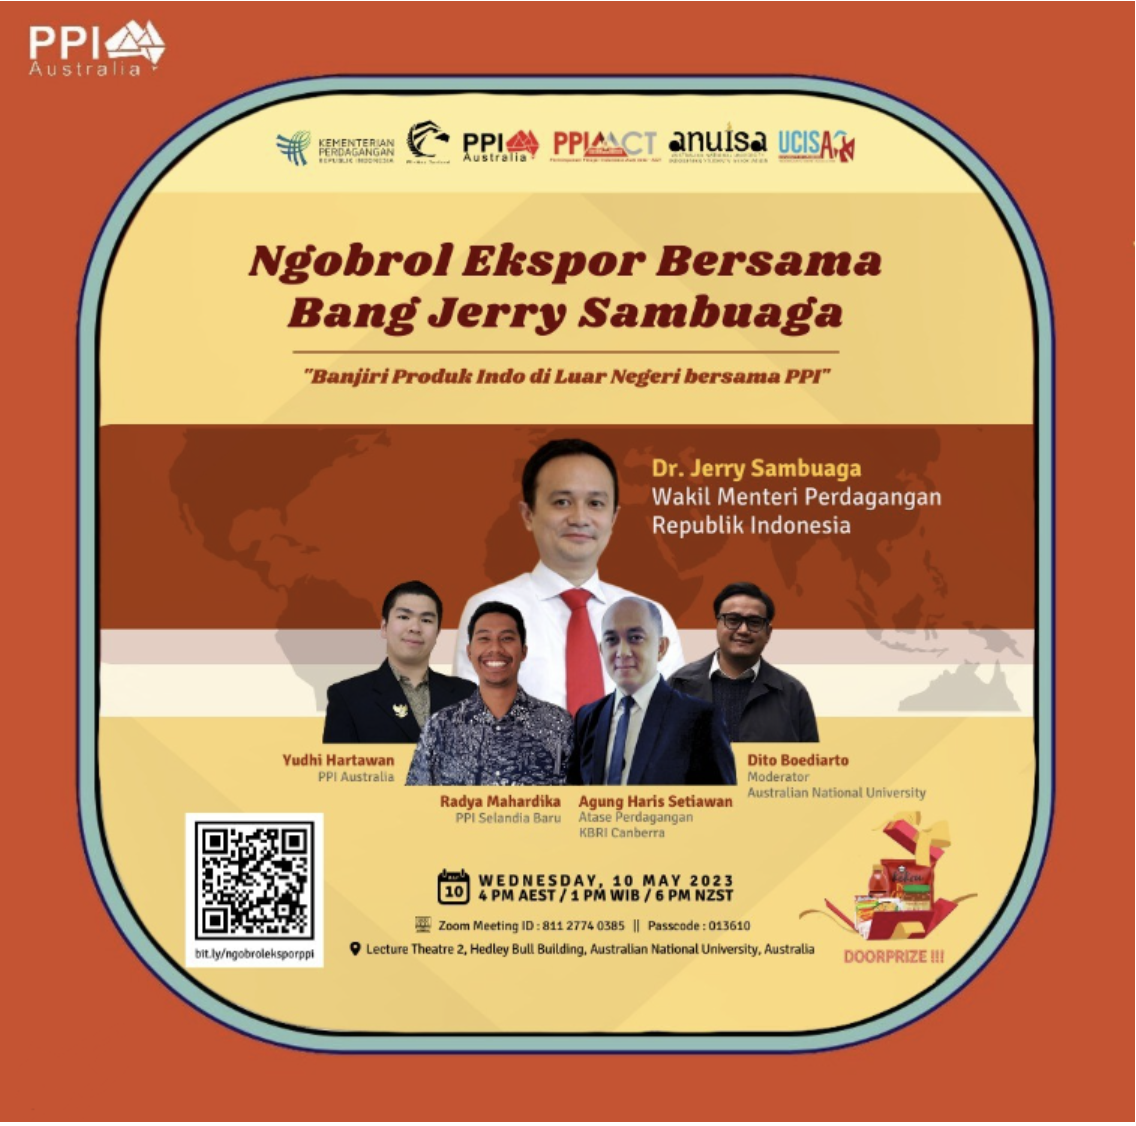 PPI
Australia
KEMENTERIAN
PERDAGANGAN
REPUBLIK INDONESIA
PPI
Australia
PPIA ACT
anuisa
UCISA
Ngobrol Ekspor Bersama
Bang Jerry Sambuaga
"Banjiri Produk Indo di Luar Negeri bersama PPI"
Dr. Jerry Sambuaga
Wakil Menteri Perdagangan
Republik Indonesia
Yudhi Hartawan
PPI Australia
Radya Mahardika
PPI Selandia Baru
Agung Haris Setiawan
Atase Perdagangan
KBRI Canberra
Dito Boediarto
Moderator
Australian National University
bit.ly/ngobroleksporppi
10
WEDNESDAY, 10 MAY 2023
4 PM AEST / 1 PM WIB / 6 PM NZST
Zoom Meeting ID : 811 2774 0385 || Passcode : 013610
Lecture Theatre 2, Hedley Bull Building, Australian National University, Australia
DOORPRIZE !!!